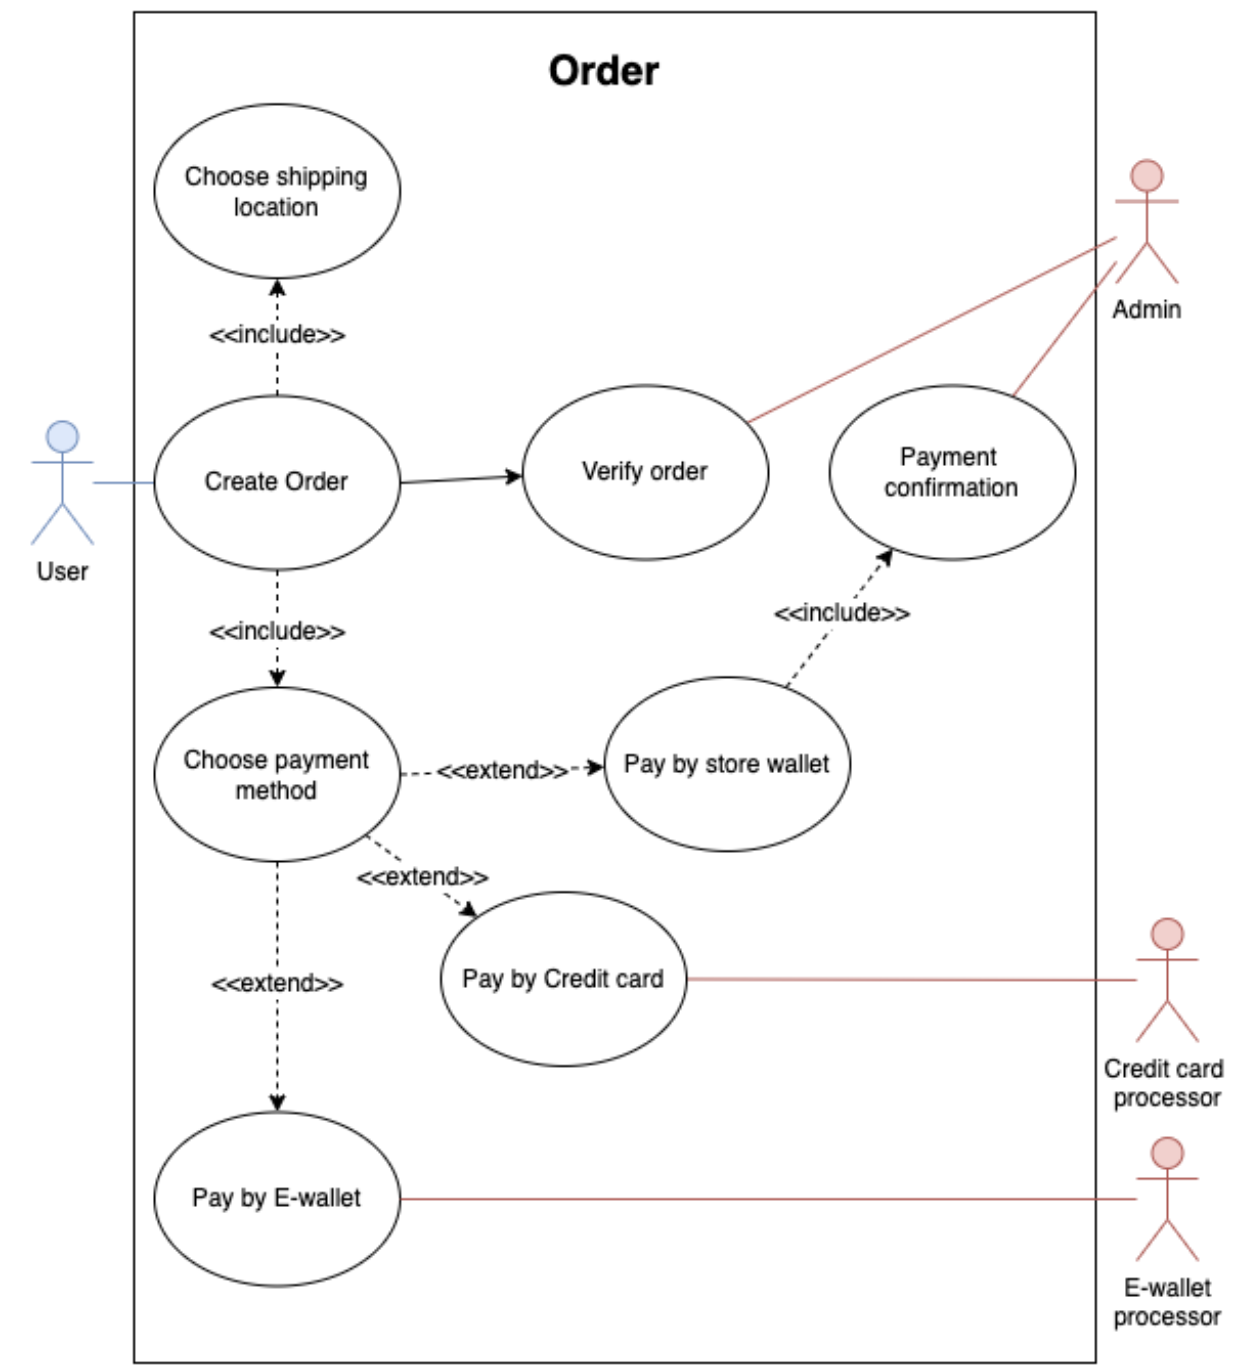 Order
Choose shipping
location
<<include>>
Admin
Create Order
Verify order
Payment
confirmation
User
<<include>>
<<include>>
Choose payment
method
<<extend>>
Pay by store wallet
<<extend>>
<<extend>>
Pay by Credit card
Credit card
processor
Pay by E-wallet
E-wallet
processor